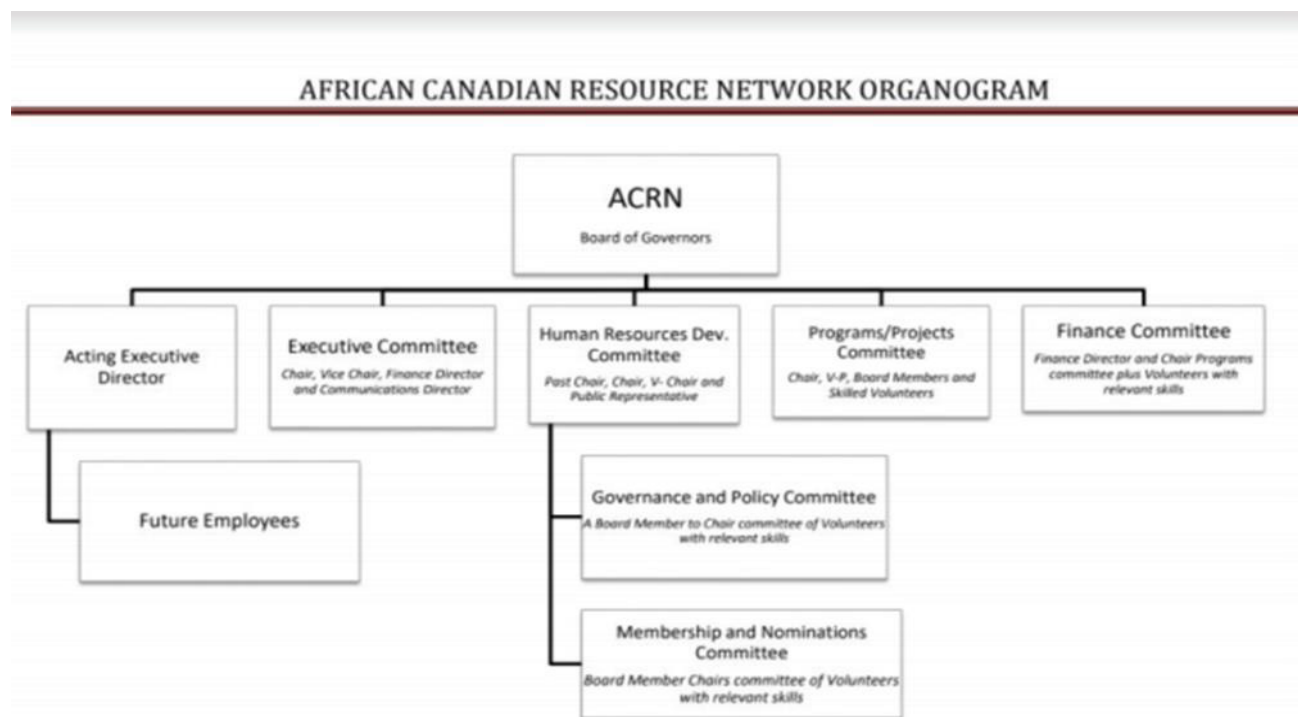 AFRICAN CANADIAN RESOURCE NETWORK ORGANOGRAM
ACRN
Board of Governors
Acting Executive
Director
Executive Committee
Chair, Vice Chair, Finance Director
and Communications Director
Human Resources Dev.
Committee
Past Chair, Chair, V- Chair and
Public Representative
Programs/Projects
Committee
Chair, V-P, Board Members and
Skilled Volunteers
Finance Committee
Finance Director and Chair Programs
committee plus Volunteers with
relevant skills
Future Employees
Governance and Policy Committee
A Board Member to Chair committee of Volunteers
with relevant skills
Membership and Nominations
Committee
Board Member Chairs committee of Volunteers
with relevant skills